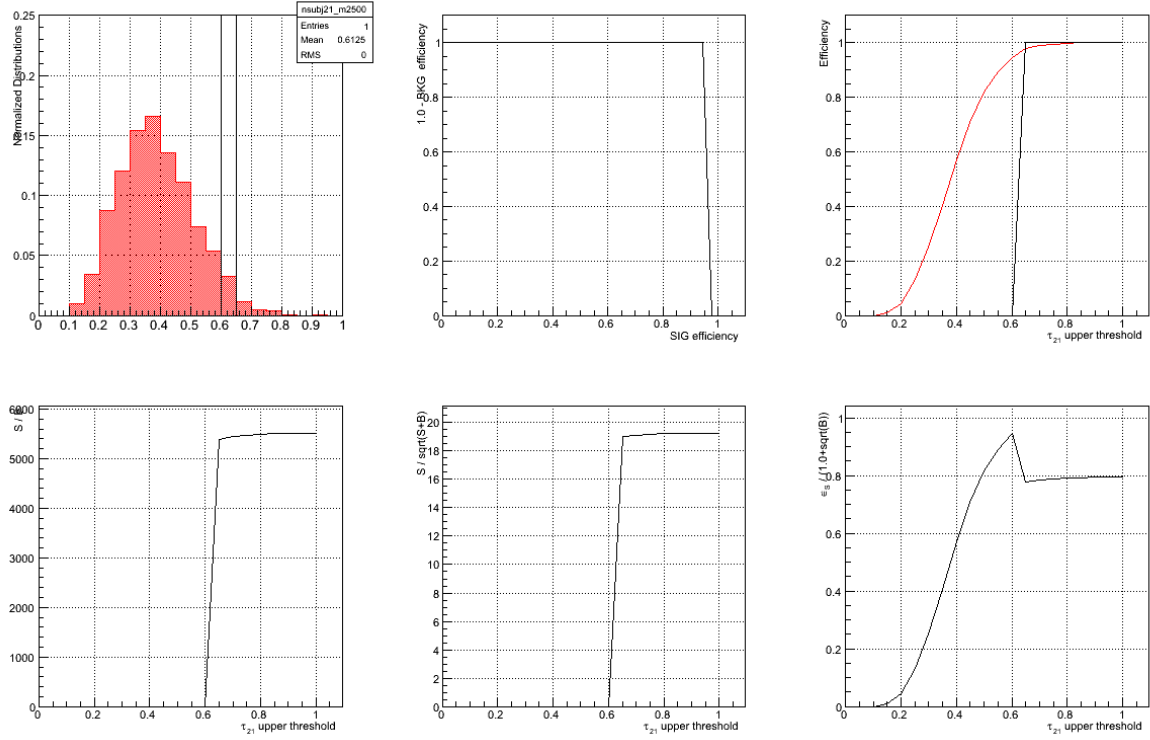 nsubj21_m2500
Entries 1
Mean 0.6125
RMS 0
Normalized Distributions
0.25
0.2
0.15
0.1
0.05
0
0 0.1 0.2 0.3 0.4 0.5 0.6 0.7 0.8 0.9 1
1.0 - BKG efficiency
1
0.8
0.6
0.4
0.2
0
0 0.2 0.4 0.6 0.8 1
SIG efficiency
Efficiency
1
0.8
0.6
0.4
0.2
0
0 0.2 0.4 0.6 0.8 1
τ21 upper threshold
S / B
6000
5000
4000
3000
2000
1000
0
0 0.2 0.4 0.6 0.8 1
τ21 upper threshold
S / sqrt(S+B)
20
18
16
14
12
10
8
6
4
2
0
0 0.2 0.4 0.6 0.8 1
τ21 upper threshold
εS / (1.0+sqrt(B))
1
0.8
0.6
0.4
0.2
0
0 0.2 0.4 0.6 0.8 1
τ21 upper threshold